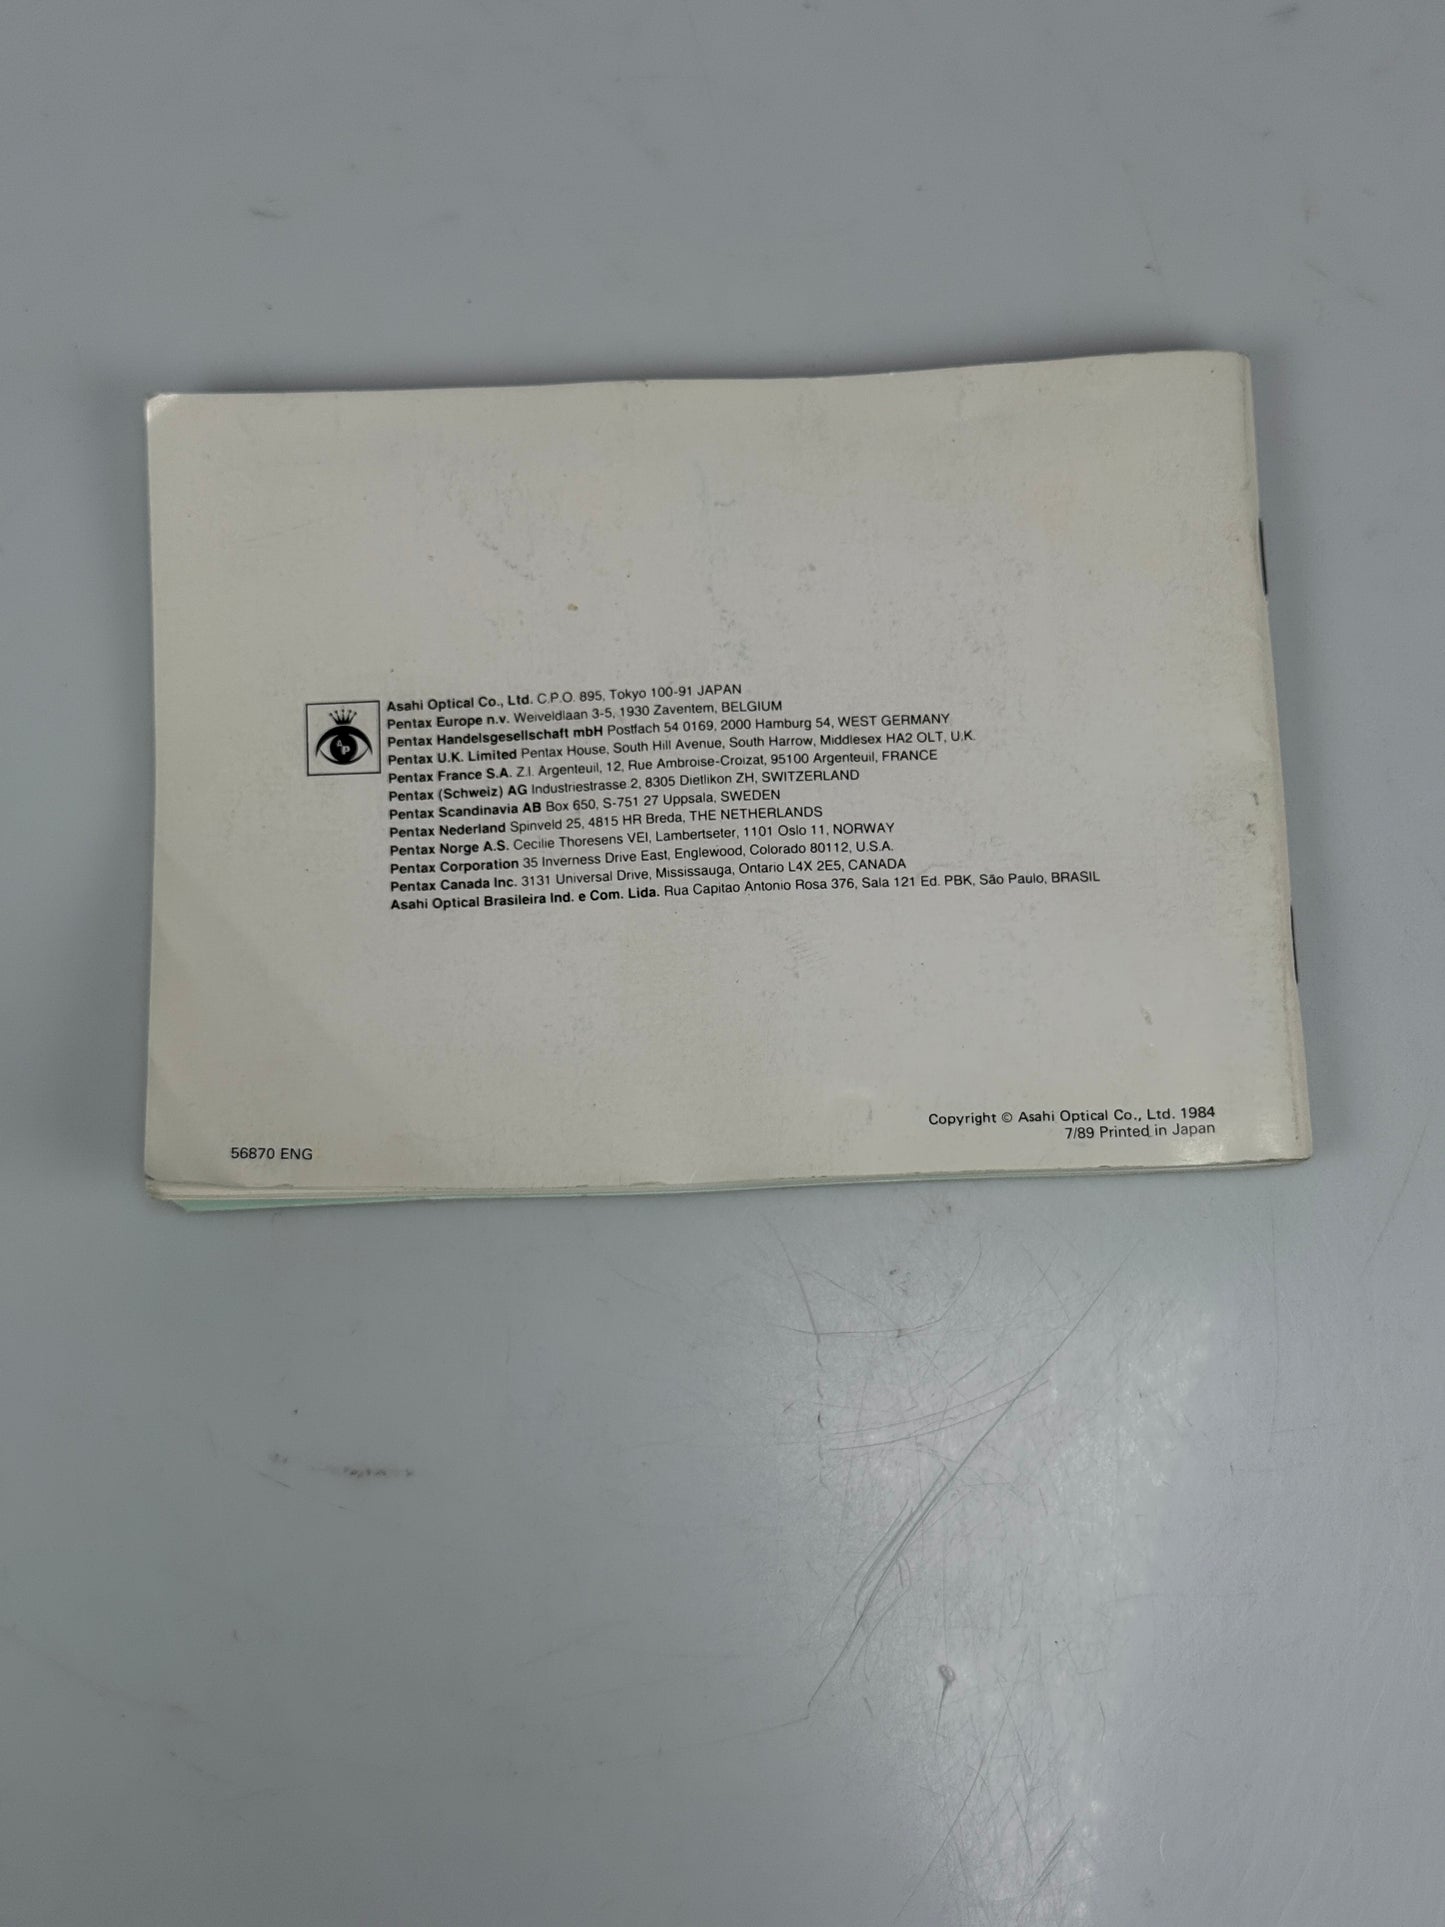 AP
Asahi Optical Co., Ltd. C.P.O. 895, Tokyo 100-91 JAPAN
Pentax Europe n.v. Weiveldlaan 3-5, 1930 Zaventem, BELGIUM
Pentax Handelsgesellschaft mbH Postfach 54 0169, 2000 Hamburg 54, WEST GERMANY
Pentax U.K. Limited Pentax House, South Hill Avenue, South Harrow, Middlesex HA2 OLT, U.K.
Pentax France S.A. Z.I. Argenteuil, 12, Rue Ambroise-Croizat, 95100 Argenteuil, FRANCE
Pentax (Schweiz) AG Industriestrasse 2, 8305 Dietlikon ZH, SWITZERLAND
Pentax Scandinavia AB Box 650, S-751 27 Uppsala, SWEDEN
Pentax Nederland Spinveld 25, 4815 HR Breda, THE NETHERLANDS
Pentax Norge A.S. Cecilie Thoresens VEI, Lambertseter, 1101 Oslo 11, NORWAY
Pentax Corporation 35 Inverness Drive East, Englewood, Colorado 80112, U.S.A.
Pentax Canada Inc. 3131 Universal Drive, Mississauga, Ontario L4X 2E5, CANADA
Asahi Optical Brasileira Ind. e Com. Lida. Rua Capitao Antonio Rosa 376, Sala 121 Ed. PBK, São Paulo, BRASIL
Copyright © Asahi Optical Co., Ltd. 1984
7/89 Printed in Japan
56870 ENG